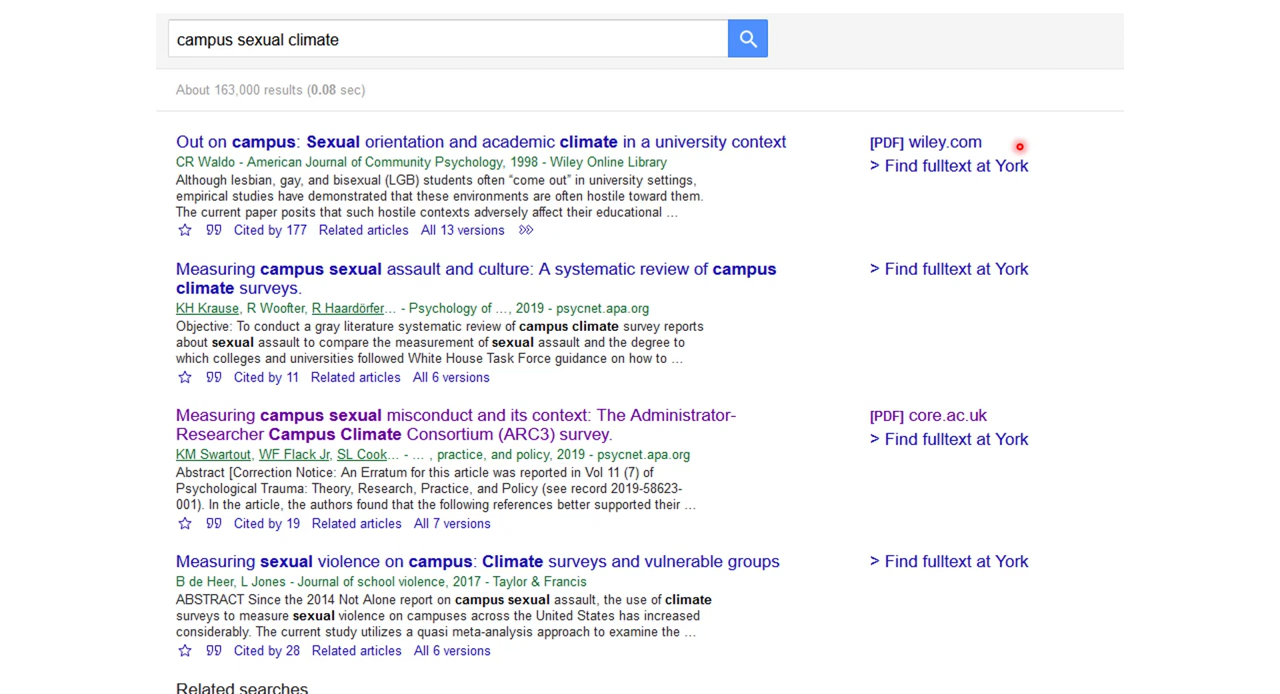 campus sexual climate
About 163,000 results (0.08 sec)
Out on campus: Sexual orientation and academic climate in a university context
[PDF] wiley.com
CR Waldo - American Journal of Community Psychology, 1998 - Wiley Online Library
> Find fulltext at York
Although lesbian, gay, and bisexual (LGB) students often “come out” in university settings,
empirical studies have demonstrated that these environments are often hostile toward them.
The current paper posits that such hostile contexts adversely affect their educational …
Cited by 177 Related articles All 13 versions
Measuring campus sexual assault and culture: A systematic review of campus
climate surveys.
> Find fulltext at York
KH Krause, R Woofter, R Haardörfer… - Psychology of …, 2019 - psycnet.apa.org
Objective: To conduct a gray literature systematic review of campus climate survey reports
about sexual assault to compare the measurement of sexual assault and the degree to
which colleges and universities followed White House Task Force guidance on how to …
Cited by 11 Related articles All 6 versions
Measuring campus sexual misconduct and its context: The Administrator-
Researcher Campus Climate Consortium (ARC3) survey.
[PDF] core.ac.uk
> Find fulltext at York
KM Swartout, WF Flack Jr, SL Cook… - … , practice, and policy, 2019 - psycnet.apa.org
Abstract [Correction Notice: An Erratum for this article was reported in Vol 11 (7) of
Psychological Trauma: Theory, Research, Practice, and Policy (see record 2019-58623-
001). In the article, the authors found that the following references better supported their …
Cited by 19 Related articles All 7 versions
Measuring sexual violence on campus: Climate surveys and vulnerable groups
> Find fulltext at York
B de Heer, L Jones - Journal of school violence, 2017 - Taylor & Francis
ABSTRACT Since the 2014 Not Alone report on campus sexual assault, the use of climate
surveys to measure sexual violence on campuses across the United States has increased
considerably. The current study utilizes a quasi meta-analysis approach to examine the …
Cited by 28 Related articles All 6 versions
Related searches